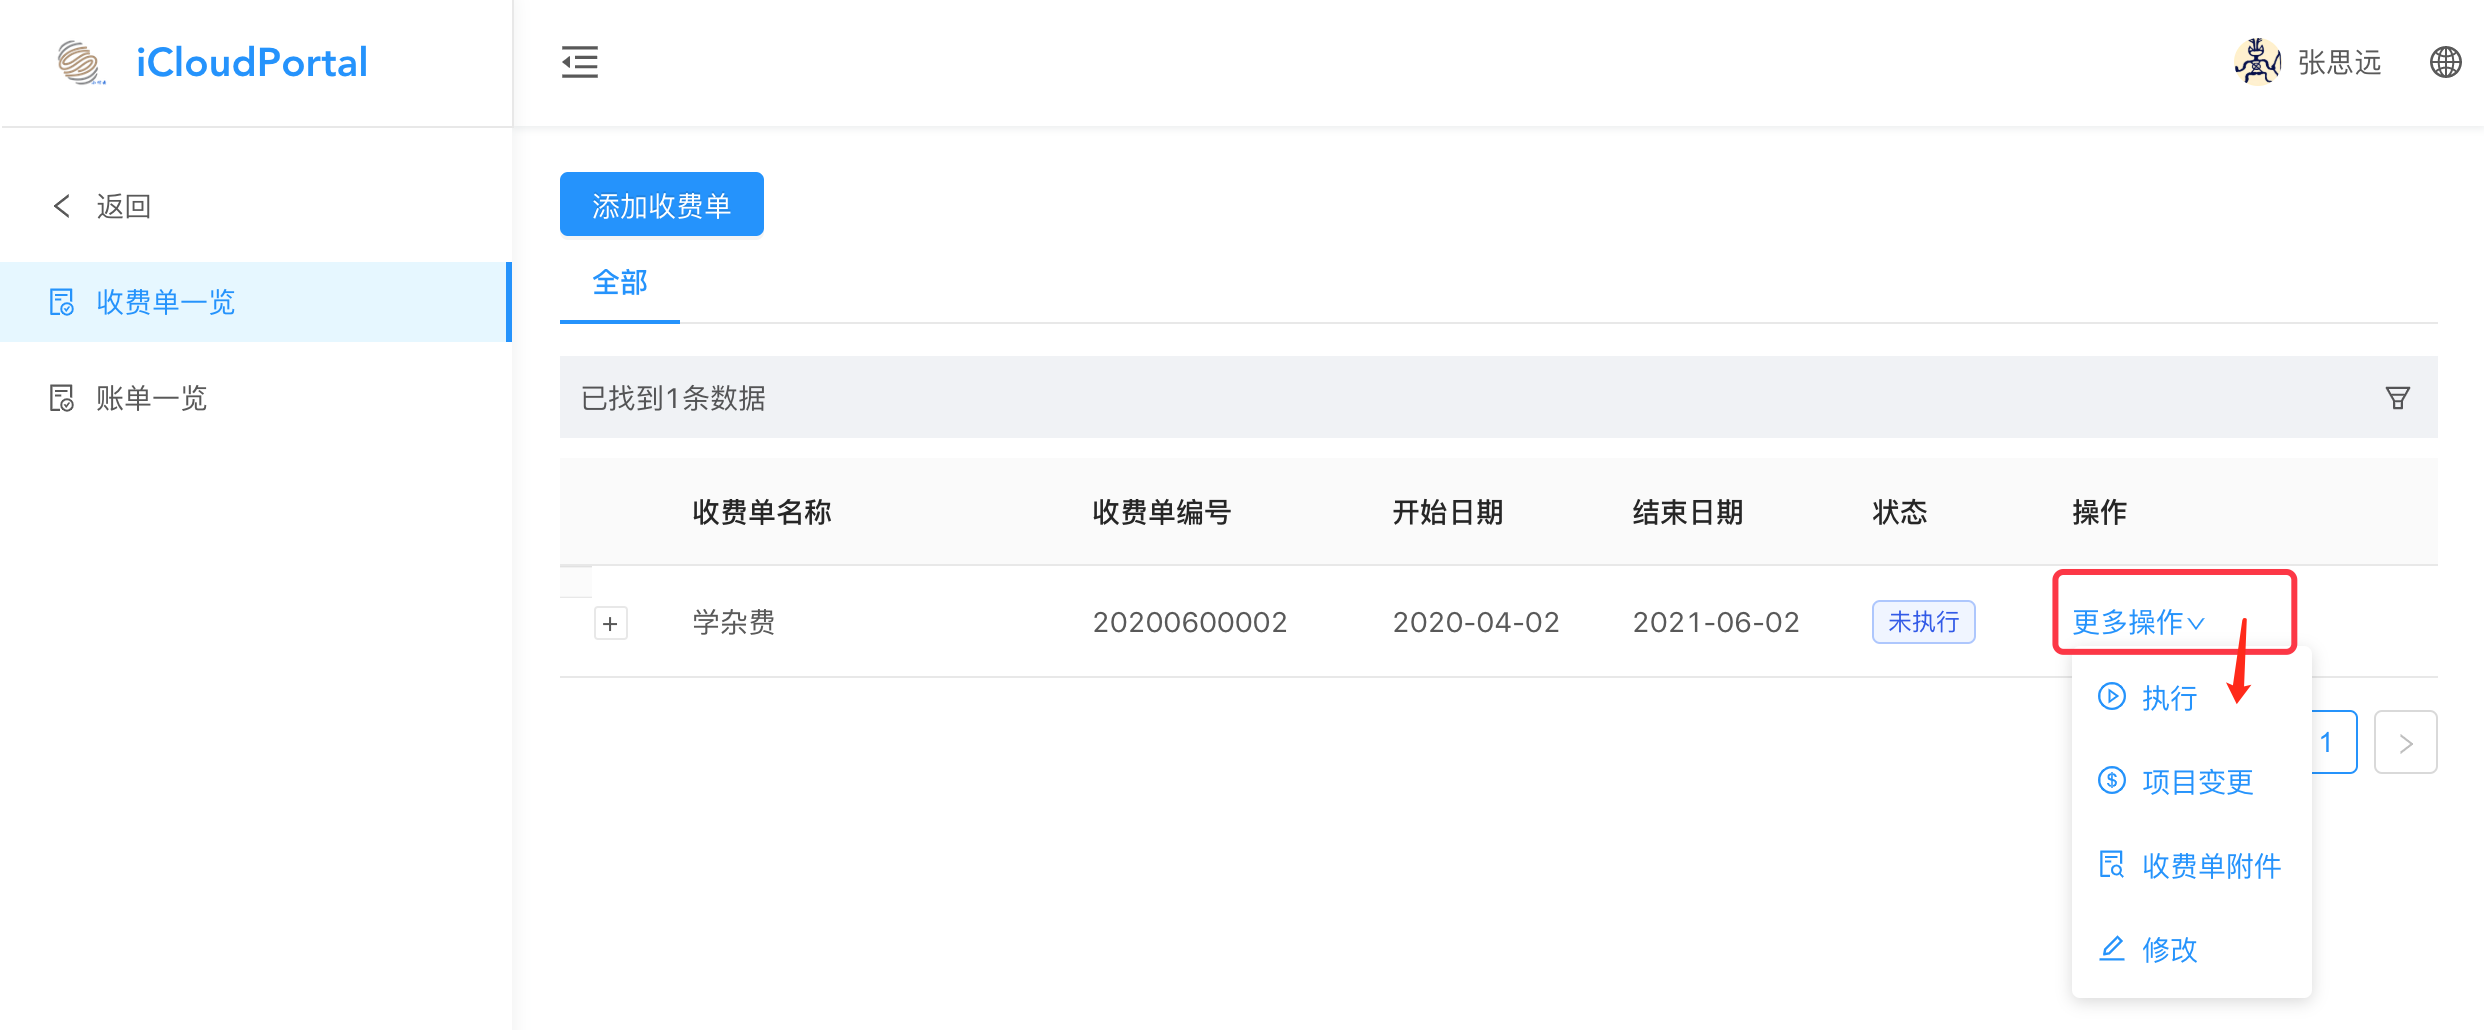 iCloudPortal
张思远
返回
收费单一览
账单一览
添加收费单
全部
已找到1条数据
收费单名称 收费单编号 开始日期 结束日期 状态 操作
学杂费 20200600002 2020-04-02 2021-06-02 未执行 更多操作
执行
1
项目变更
收费单附件
修改